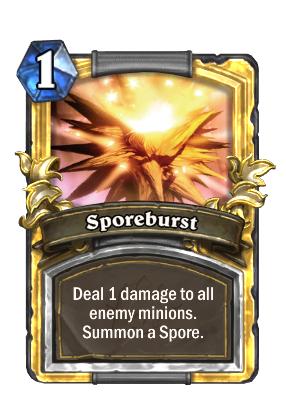 1
Sporeburst
Deal 1 damage to all
enemy minions.
Summon a Spore.